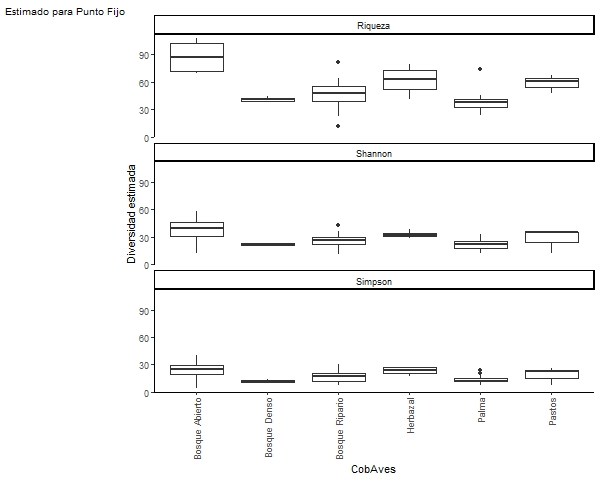 Estimado para Punto Fijo
Riqueza
90
60
30
0
Shannon
90
60
30
0
Simpson
90
60
30
0
Diversidad estimada
Bosque Abierto
Bosque Denso
Bosque Ripario
Herbazal
Palma
Pastos
CobAves